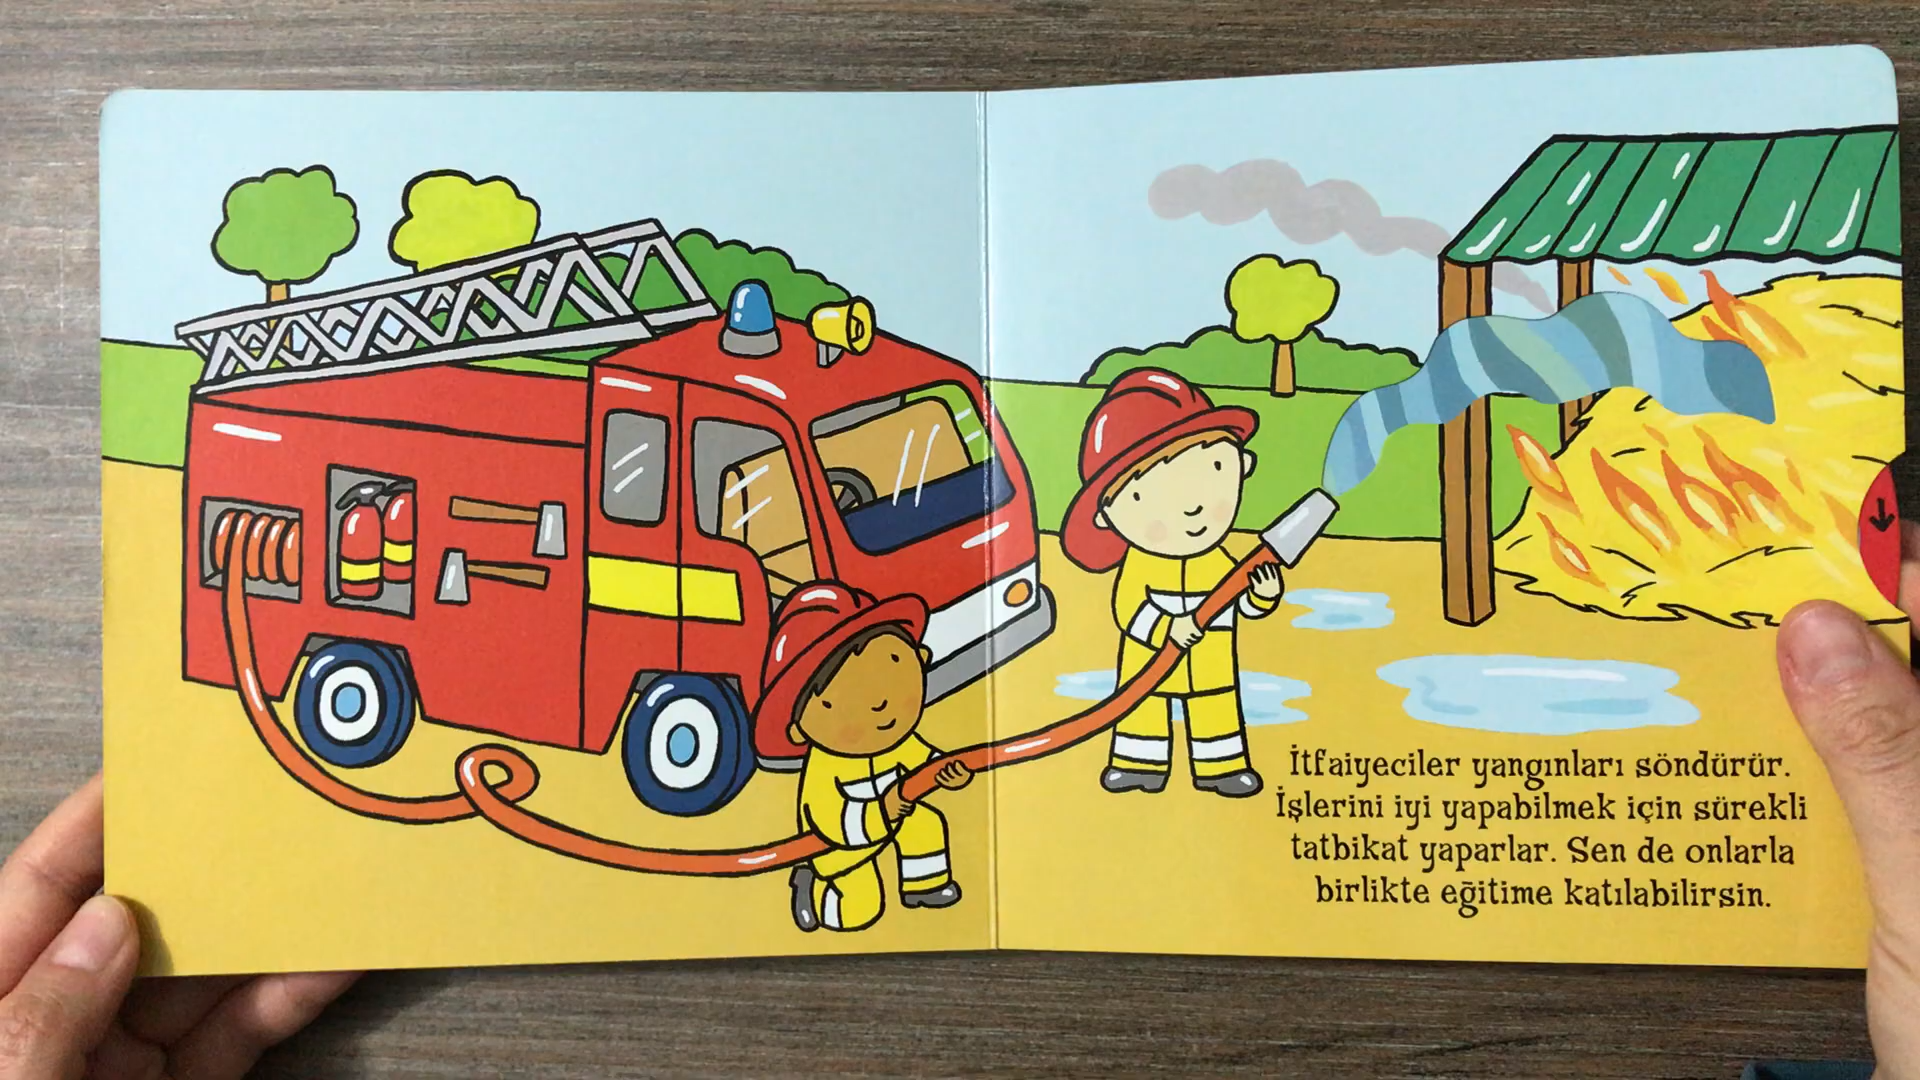 İtfaiyeciler yangınları söndürür.
İşlerini iyi yapabilmek için sürekli
tatbikat yaparlar. Sen de onlarla
birlikte eğitime katılabilirsin.